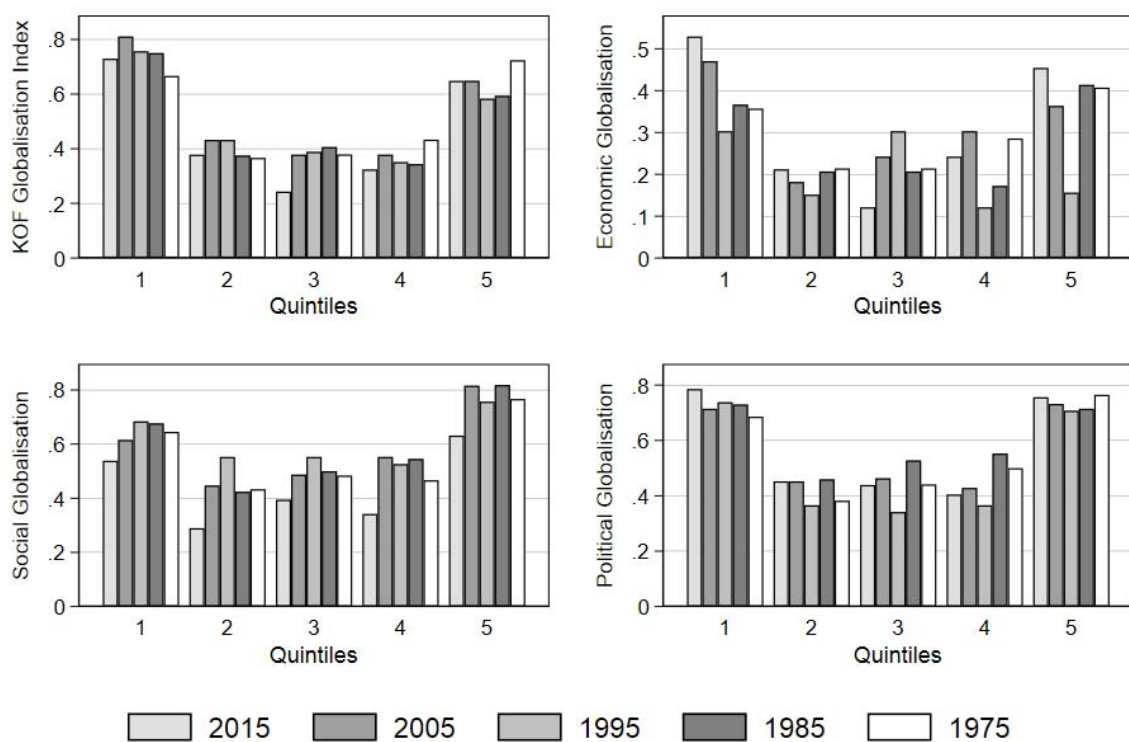 KOF Globalisation Index
.8
.6
.4
.2
0
1 2 3 4 5
Quintiles
Economic Globalisation
.5
.4
.3
.2
.1
0
1 2 3 4 5
Quintiles
Social Globalisation
.8
.6
.4
.2
0
1 2 3 4 5
Quintiles
Political Globalisation
.8
.6
.4
.2
0
1 2 3 4 5
Quintiles
2015 2005 1995 1985 1975